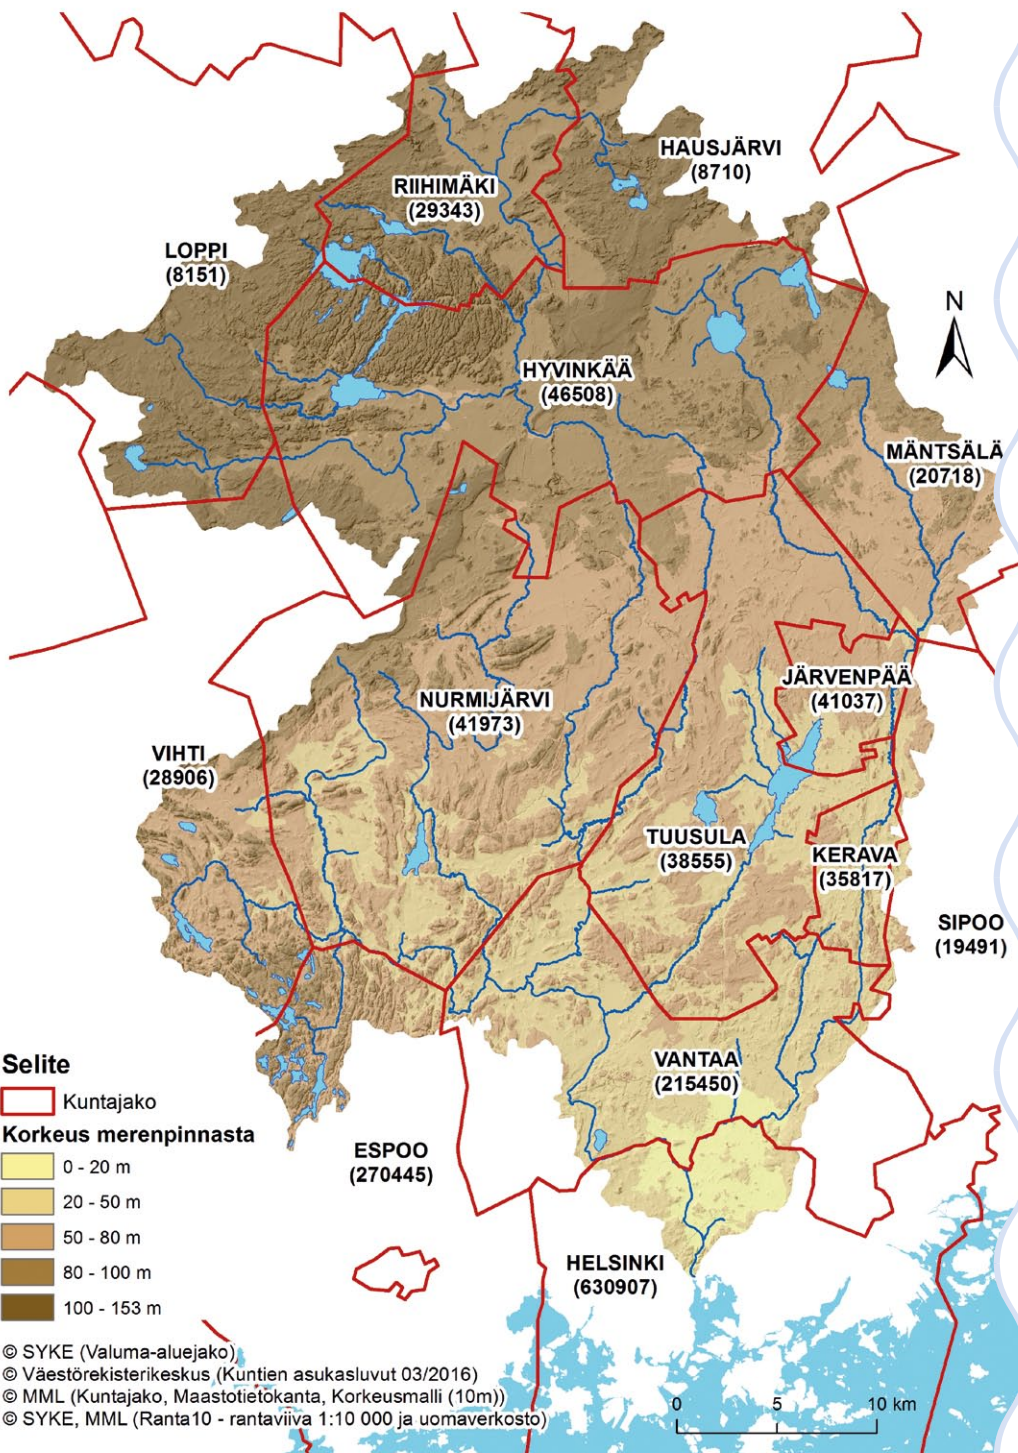 HAUSJÄRVI
(8710)
RIIHIMÄKI
(29343)
LOPPI
(8151)
N
HYVINKÄÄ
(46508)
MÄNTSÄLÄ
(20718)
JÄRVENPÄÄ
(41037)
NURMIJÄRVI
(41973)
VIHTI
(28906)
TUUSULA
(38555)
KERAVA
(35817)
SIPOO
(19491)
VANTAA
(215450)
ESPOO
(270445)
HELSINKI
(630907)
Selite
Kuntajako
Korkeus merenpinnasta
0 - 20 m
20 - 50 m
50 - 80 m
80 - 100 m
100 - 153 m
© SYKE (Valuma-aluejako)
© Väestörekisterikeskus (Kuntien asukasluvut 03/2016)
© MML (Kuntajako, Maastotietokanta, Korkeusmalli (10m))
© SYKE, MML (Ranta10 - rantaviiva 1:10 000 ja uomaverkosto)
0 5 10 km